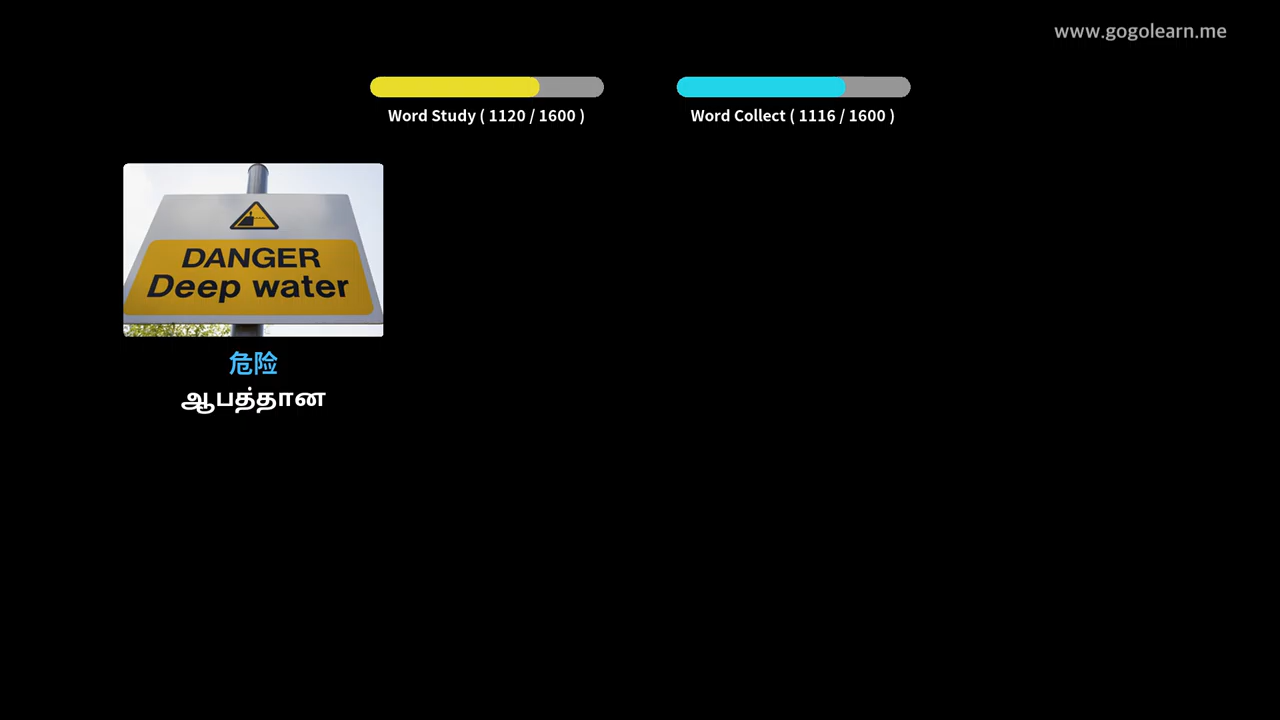 www.gogolearn.me
Word Study ( 1120 / 1600 )
Word Collect ( 1116 / 1600 )
DANGER
Deep water
危险
ஆபத்தான